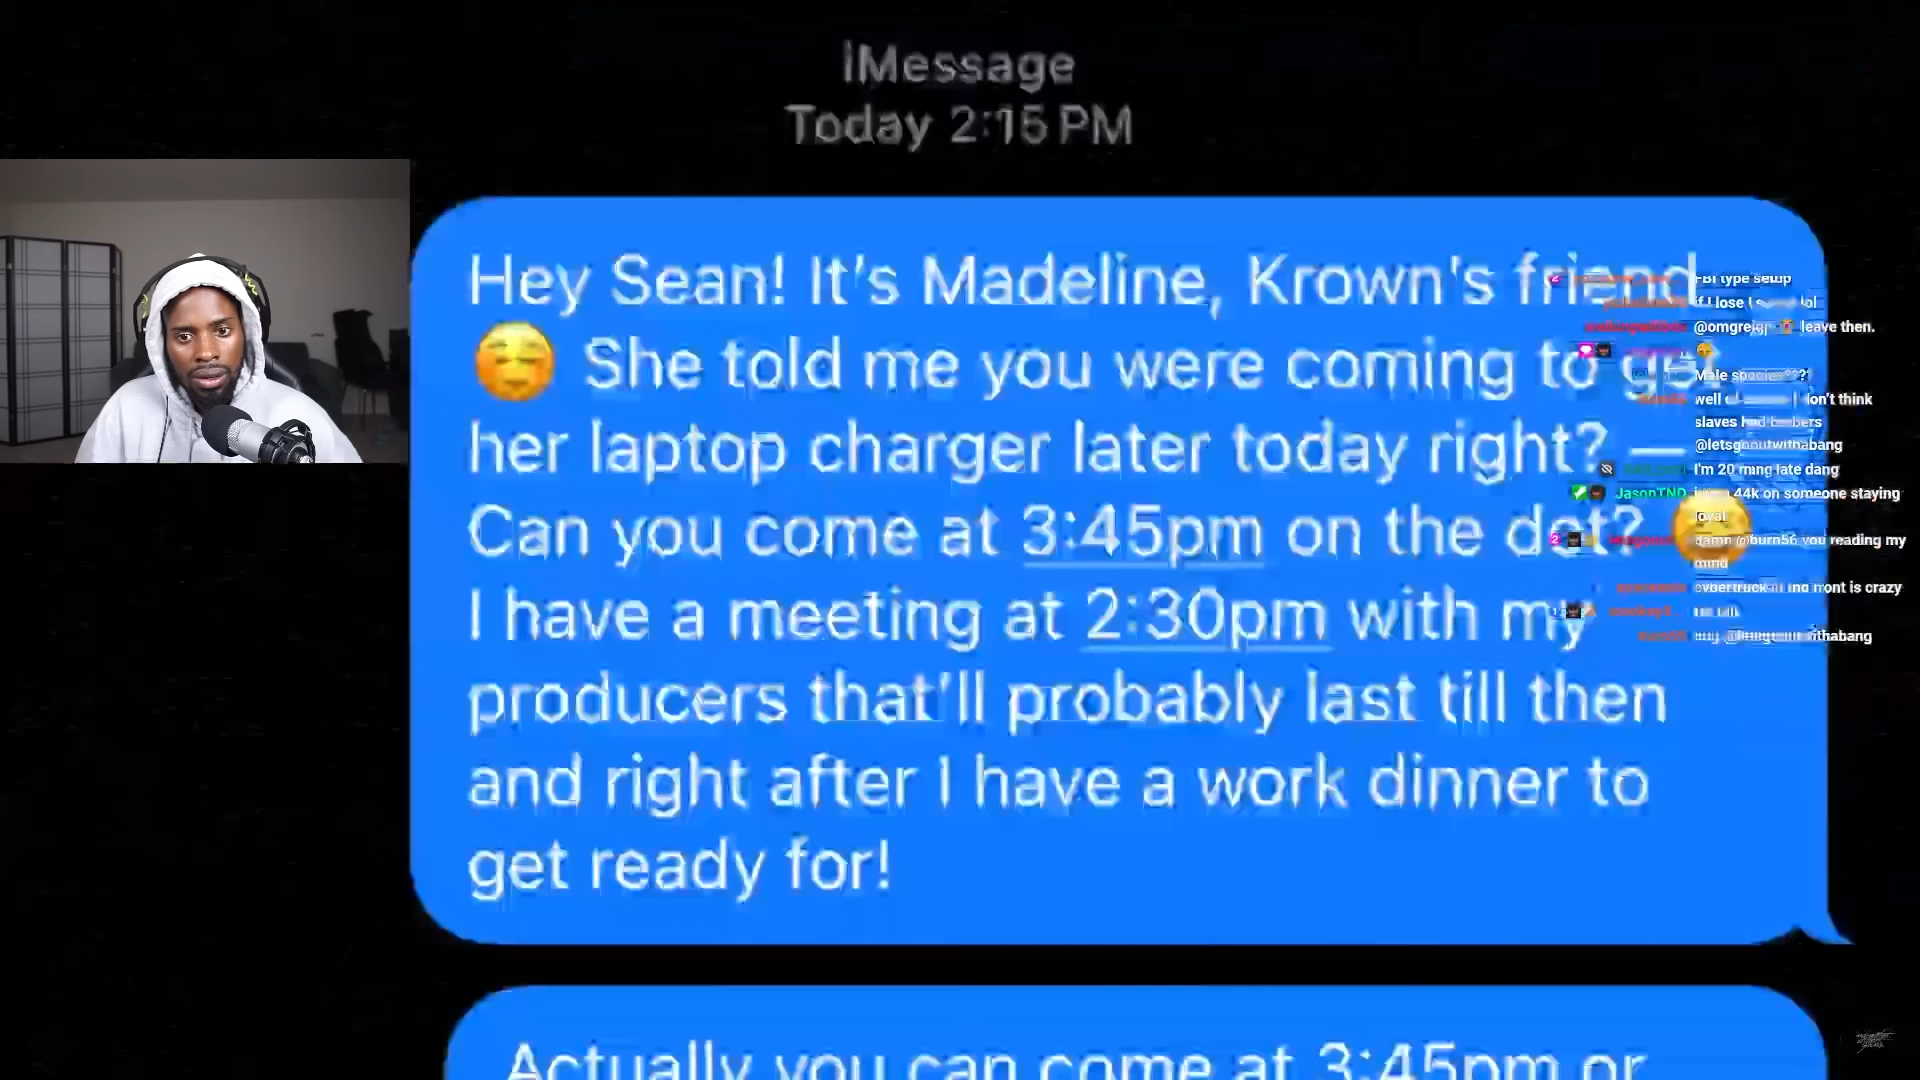 iMessage
Today 2:15 PM
Hey Sean! It's Madeline, Krown's friend
😌 She told me you were coming to get
her laptop charger later today right? —
Can you come at 3:45pm on the dot?
I have a meeting at 2:30pm with my
producers that'll probably last till then
and right after I have a work dinner to
get ready for!
Actually you can come at 3:45pm or
FBI type setup
if I lose I lol
leave then.
Male species???
well don't think
slaves had
@letsgooutwithabang
I'm 20 mins late dang
JasonTND 44k on someone staying
loyal
damn @burn56 you reading my
mind
cybertruck is crazy